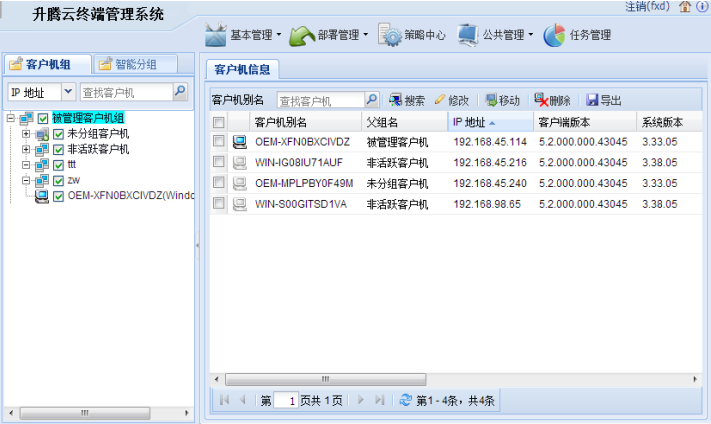 升腾云终端管理系统
注销(fxd)
基本管理 部署管理 策略中心 公共管理 任务管理
客户机组 智能分组
IP 地址 查找客户机
被管理客户机组
未分组客户机
非活跃客户机
ttt
zw
OEM-XFN0BXCIVDZ(Windo
客户机信息
客户机别名 查找客户机 搜索 修改 移动 删除 导出
客户机别名 父组名 IP 地址 客户端版本 系统版本
OEM-XFN0BXCIVDZ 被管理客户机 192.168.45.114 5.2.000.000.43045 3.33.05
WIN-IG08IU71AUF 非活跃客户机 192.168.45.216 5.2.000.000.43045 3.38.05
OEM-MPLPBY0F49M 未分组客户机 192.168.45.240 5.2.000.000.43045 3.33.05
WIN-S00GITSD1VA 非活跃客户机 192.168.98.65 5.2.000.000.43045 3.38.05
第 1 页共 1 页 第1 - 4条，共4条